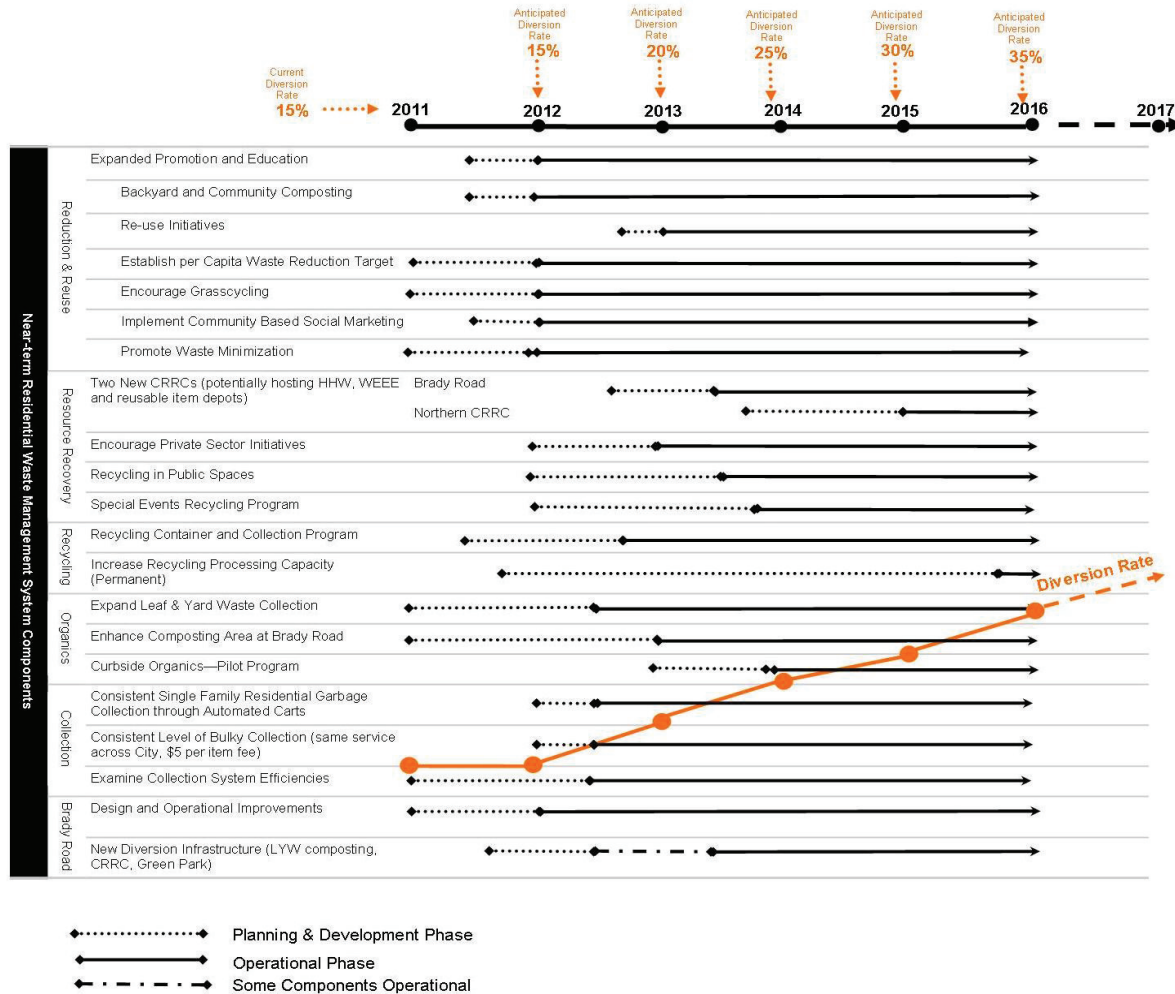 Anticipated
Diversion
Rate
15%
Anticipated
Diversion
Rate
20%
Anticipated
Diversion
Rate
25%
Anticipated
Diversion
Rate
30%
Anticipated
Diversion
Rate
35%
Current
Diversion
Rate
15%
2011
2012
2013
2014
2015
2016
2017
Near-term Residential Waste Management System Components
Reduction & Reuse
Expanded Promotion and Education
Backyard and Community Composting
Re-use Initiatives
Establish per Capita Waste Reduction Target
Encourage Grasscycling
Implement Community Based Social Marketing
Promote Waste Minimization
Resource Recovery
Two New CRRCs (potentially hosting HHW, WEEE
and reusable item depots)
Brady Road
Northern CRRC
Encourage Private Sector Initiatives
Recycling in Public Spaces
Special Events Recycling Program
Recycling
Recycling Container and Collection Program
Increase Recycling Processing Capacity
(Permanent)
Diversion Rate
Organics
Expand Leaf & Yard Waste Collection
Enhance Composting Area at Brady Road
Curbside Organics—Pilot Program
Collection
Consistent Single Family Residential Garbage
Collection through Automated Carts
Consistent Level of Bulky Collection (same service
across City, $5 per item fee)
Examine Collection System Efficiencies
Brady Road
Design and Operational Improvements
New Diversion Infrastructure (LYW composting,
CRRC, Green Park)
Planning & Development Phase
Operational Phase
Some Components Operational